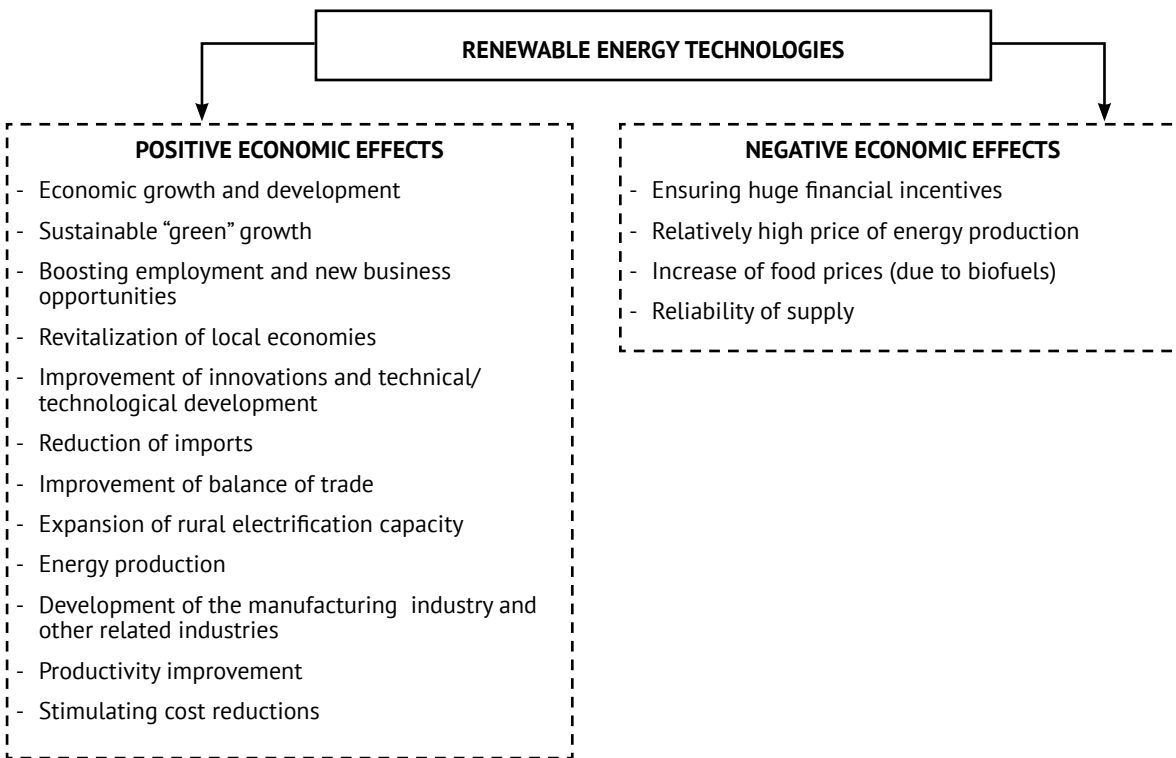 RENEWABLE ENERGY TECHNOLOGIES
POSITIVE ECONOMIC EFFECTS
- Economic growth and development
- Sustainable “green” growth
- Boosting employment and new business
opportunities
- Revitalization of local economies
- Improvement of innovations and technical/
technological development
- Reduction of imports
- Improvement of balance of trade
- Expansion of rural electrification capacity
- Energy production
- Development of the manufacturing industry and
other related industries
- Productivity improvement
- Stimulating cost reductions
NEGATIVE ECONOMIC EFFECTS
- Ensuring huge financial incentives
- Relatively high price of energy production
- Increase of food prices (due to biofuels)
- Reliability of supply